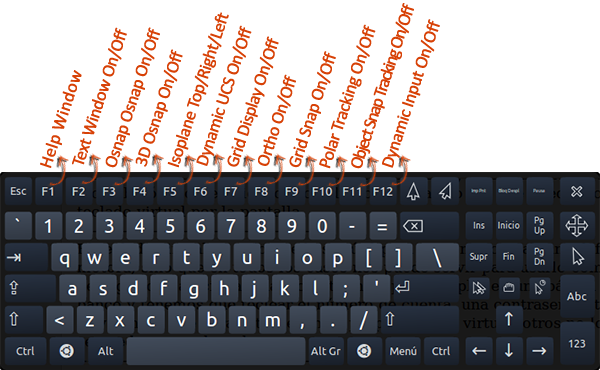 Help Window
Text Window On/Off
Osnap Osnap On/Off
3D Osnap On/Off
Isoplane Top/Right/Left
Dynamic UCS On/Off
Grid Display On/Off
Ortho On/Off
Grid Snap On/Off
Polar Tracking On/Off
Object Snap Tracking On/Off
Dynamic Input On/Off
Esc F1 F2 F3 F4 F5 F6 F7 F8 F9 F10 F11 F12 Imp Pnt Bloq Despl Pausa
` 1 2 3 4 5 6 7 8 9 0 - = Ins Inicio Pg Up
q w e r t y u i o p [ ] \ Supr Fin Pg Dn
a s d f g h j k l ; ' Abc
< z x c v b n m , . /
Ctrl Alt Alt Gr Menú Ctrl 123